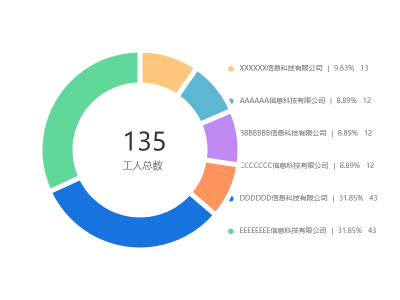 XXXXXX信息科技有限公司 | 9.63% 13
AAAAAA信息科技有限公司 | 8.89% 12
BBBBBBB信息科技有限公司 | 8.89% 12
CCCCCCC信息科技有限公司 | 8.89% 12
DDDDDD信息科技有限公司 | 31.85% 43
EEEEEEEE信息科技有限公司 | 31.85% 43
135
工人总数